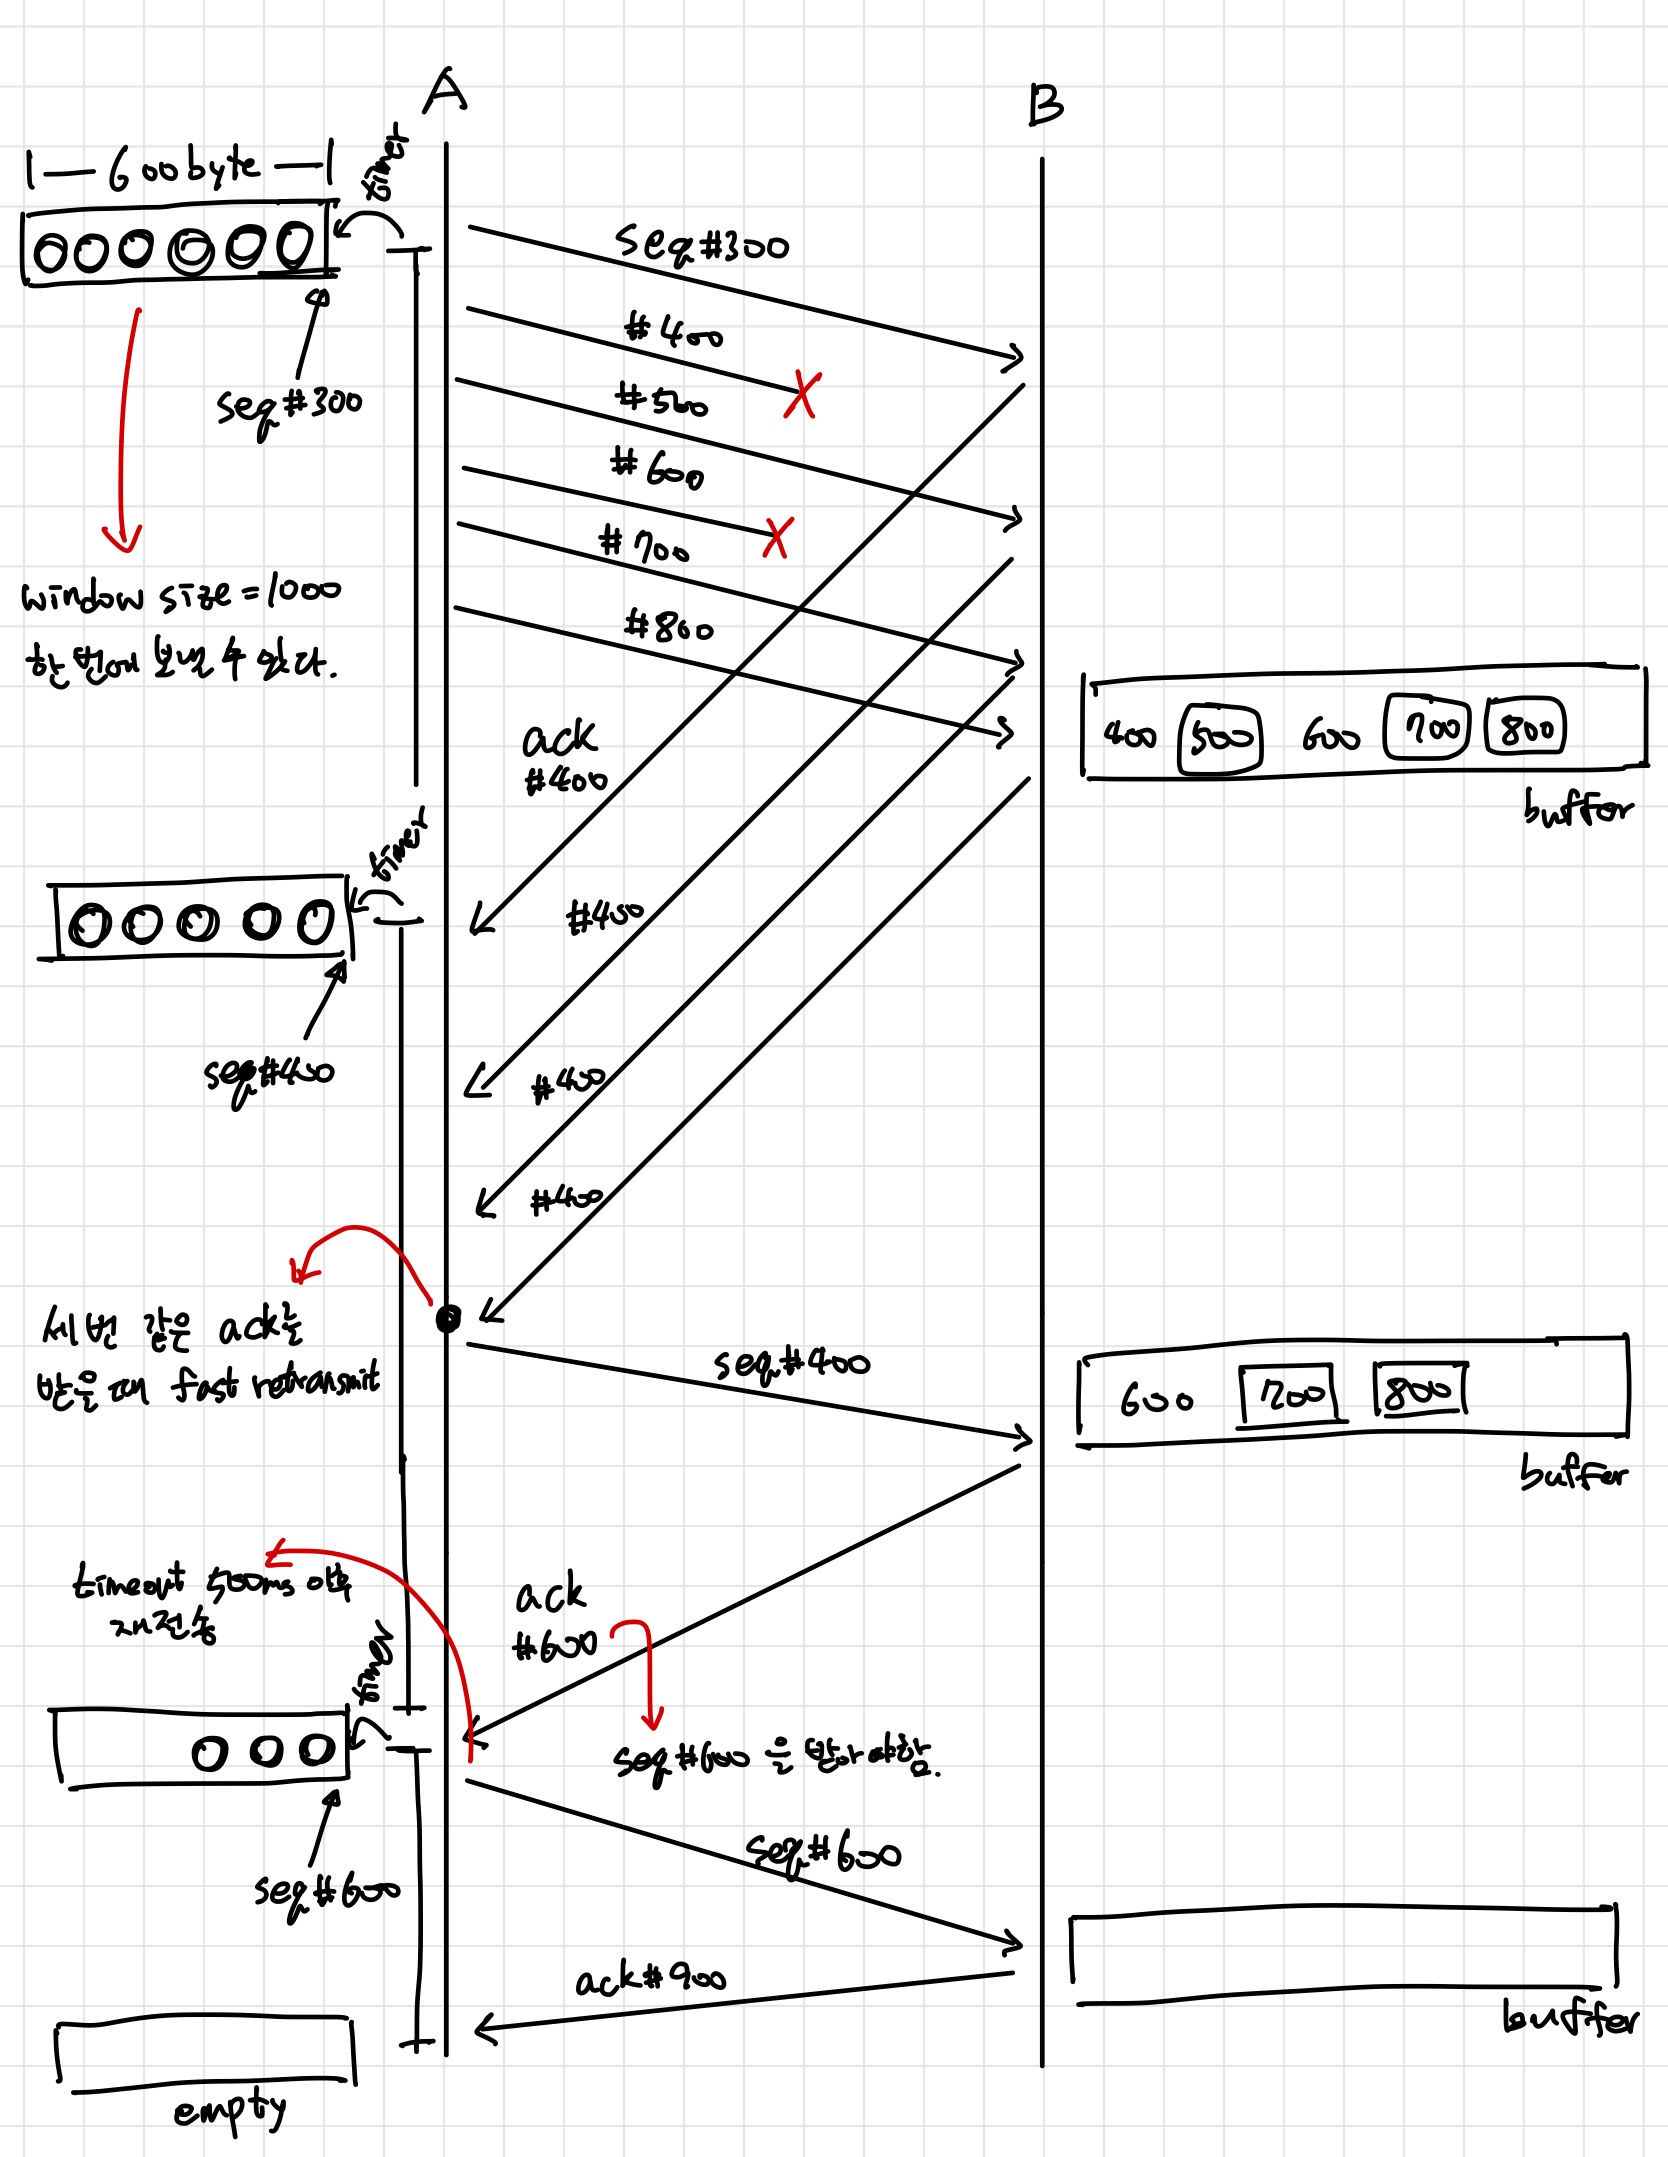 A
B
600byte
timer
seq#300
#400
#500
#600
#700
#800
seq#300
window size=1000
한번에 보낼 수 있다.
400 500 600 700 800
buffer
ack
#400
timer
#400
seq#400
#400
#400
세번 같은 ack를
받을 때 fast retransmit
seq#400
600 700 800
buffer
timeout 500ms 이후
재전송
ack
#600
timer
seq#600 을 받아야함.
seq#600
seq#600
ack#900
buffer
empty